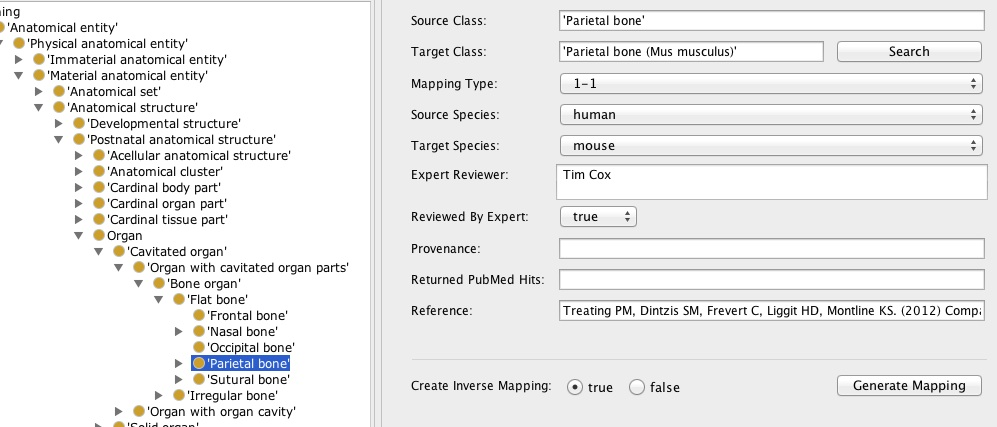 ning
'Anatomical entity'
'Physical anatomical entity'
'Immaterial anatomical entity'
'Material anatomical entity'
'Anatomical set'
'Anatomical structure'
'Developmental structure'
'Postnatal anatomical structure'
'Acellular anatomical structure'
'Anatomical cluster'
'Cardinal body part'
'Cardinal organ part'
'Cardinal tissue part'
Organ
'Cavitated organ'
'Organ with cavitated organ parts'
'Bone organ'
'Flat bone'
'Frontal bone'
'Nasal bone'
'Occipital bone'
'Parietal bone'
'Sutural bone'
'Irregular bone'
'Organ with organ cavity'
'Solid organ'
Source Class: 'Parietal bone'
Target Class: 'Parietal bone (Mus musculus)' Search
Mapping Type: 1-1
Source Species: human
Target Species: mouse
Expert Reviewer: Tim Cox
Reviewed By Expert: true
Provenance:
Returned PubMed Hits:
Reference: Treating PM, Dintzis SM, Frevert C, Liggit HD, Montline KS. (2012) Compa
Create Inverse Mapping: true false Generate Mapping